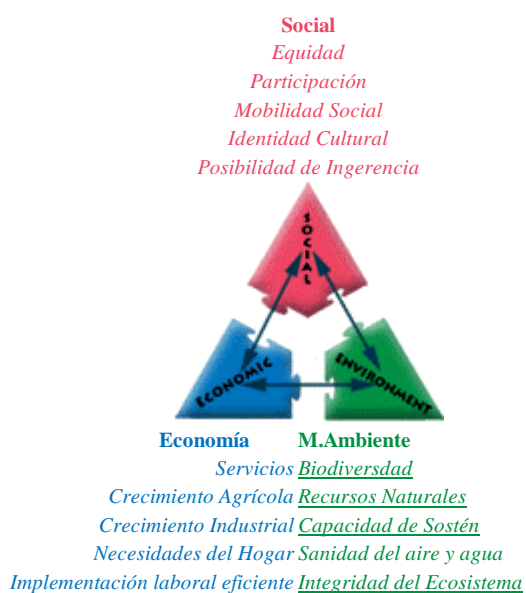 Social
Equidad
Participación
Mobilidad Social
Identidad Cultural
Posibilidad de Ingerencia
SOCIAL
ECONOMIC
ENVIRONMENT
Economía M.Ambiente
Servicios Biodiversdad
Crecimiento Agrícola Recursos Naturales
Crecimiento Industrial Capacidad de Sostén
Necesidades del Hogar Sanidad del aire y agua
Implementación laboral eficiente Integridad del Ecosistema